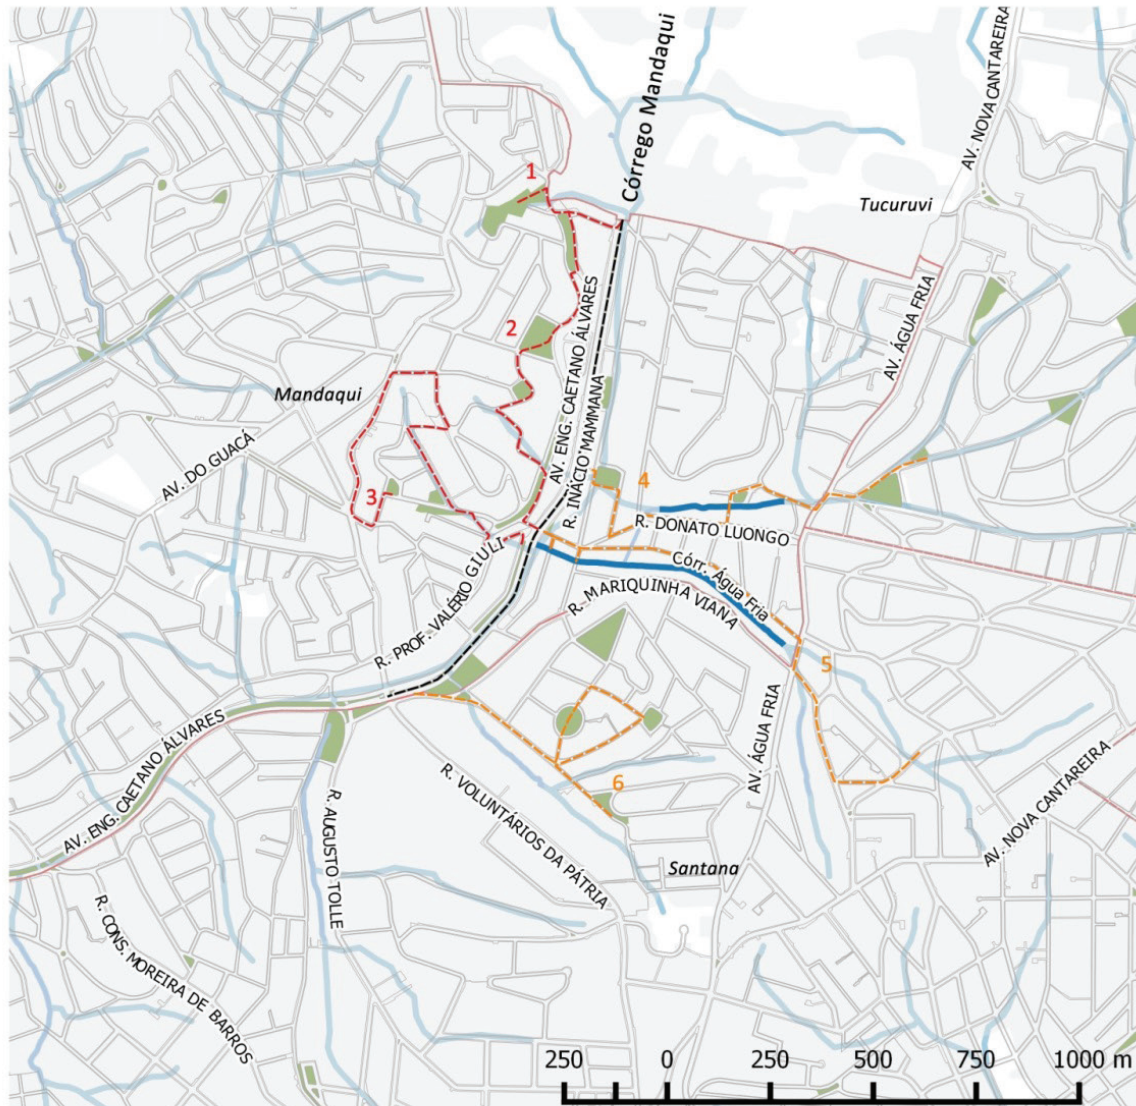 Córrego Mandaqui
AV. NOVA CANTAREIRA
1
Tucuruvi
AV. ENG. CAETANO ÁLVARES
AV. ÁGUA FRIA
2
Mandaqui
R. INÁCIO MAMMANA
AV. DO GUACÁ
3
4
R. DONATO LUONGO
R. PROF. VALÉRIO GIULI
Córr. Água Fria
R. MARIQUINHA VIANA
5
AV. ENG. CAETANO ÁLVARES
AV. ÁGUA FRIA
6
R. VOLUNTÁRIOS DA PÁTRIA
R. AUGUSTO TOLLE
AV. NOVA CANTAREIRA
Santana
R. CONS. MOREIRA DE BARROS
250 0 250 500 750 1000 m